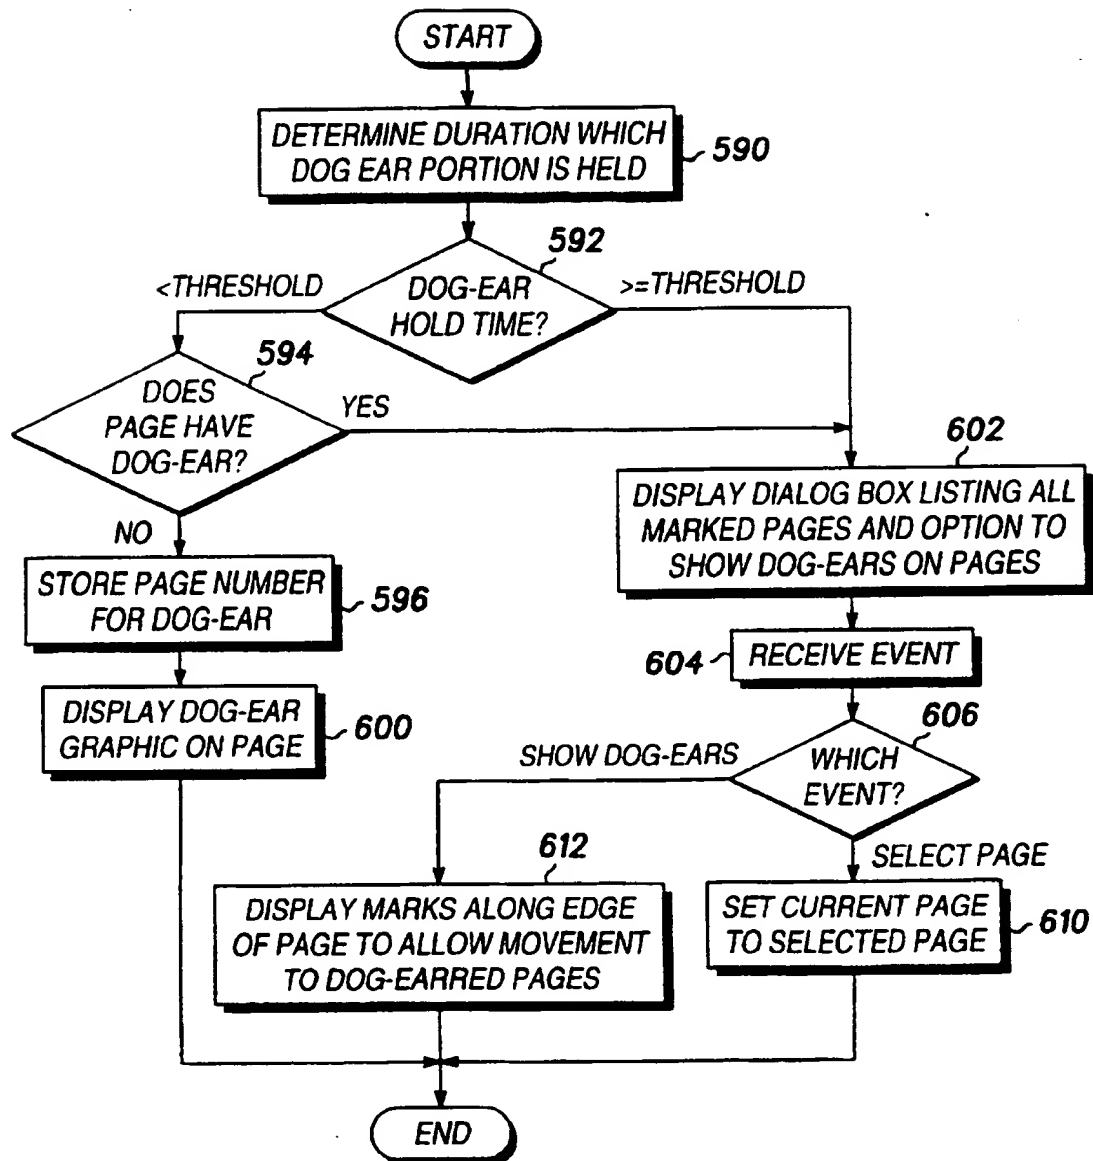 START
DETERMINE DURATION WHICH
DOG EAR PORTION IS HELD
590
592
<THRESHOLD
DOG-EAR
HOLD TIME?
>=THRESHOLD
594
DOES
PAGE HAVE
DOG-EAR?
YES
602
DISPLAY DIALOG BOX LISTING ALL
MARKED PAGES AND OPTION TO
SHOW DOG-EARS ON PAGES
NO
STORE PAGE NUMBER
FOR DOG-EAR
596
604
RECEIVE EVENT
DISPLAY DOG-EAR
GRAPHIC ON PAGE
600
606
SHOW DOG-EARS
WHICH
EVENT?
SELECT PAGE
612
DISPLAY MARKS ALONG EDGE
OF PAGE TO ALLOW MOVEMENT
TO DOG-EARRED PAGES
SET CURRENT PAGE
TO SELECTED PAGE
610
END